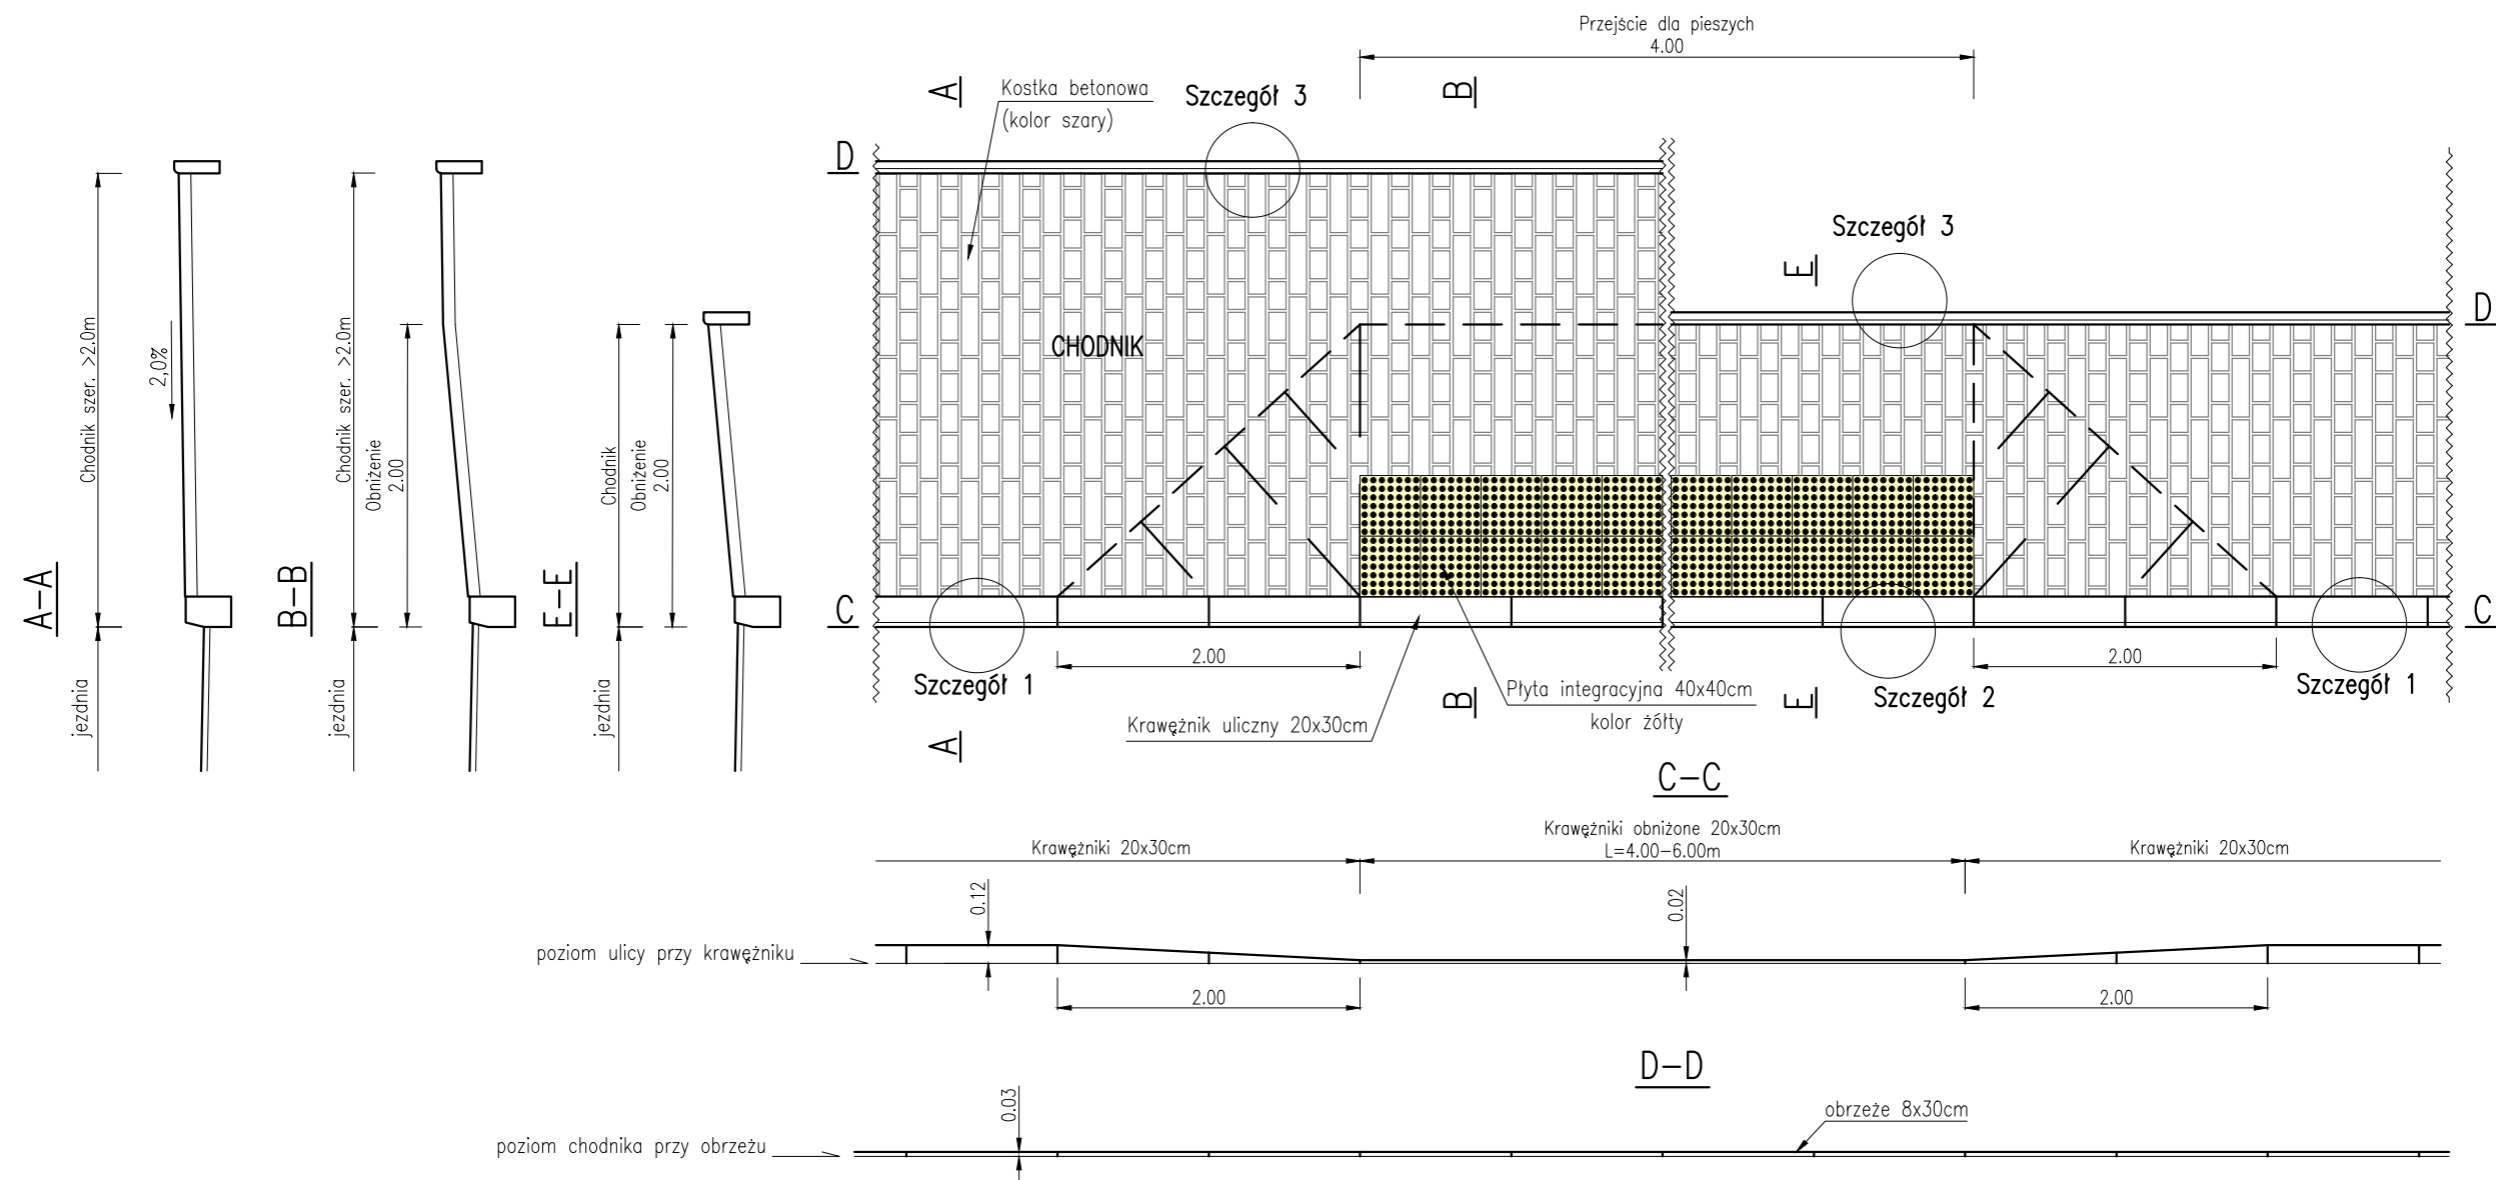 Przejście dla pieszych
4.00
A
B
Kostka betonowa
(kolor szary)
Szczegół 3
D
Szczegół 3
E
D
CHODNIK
Chodnik szer. >2.0m
2,0%
Chodnik szer. >2.0m
Obniżenie
2.00
Chodnik
Obniżenie
2.00
A-A
B-B
E-E
jezdnia
jezdnia
jezdnia
C
C
2.00
2.00
Szczegół 1
Szczegół 2
Szczegół 1
B
E
Płyta integracyjna 40x40cm
kolor żółty
Krawężnik uliczny 20x30cm
A
C-C
Krawężniki 20x30cm
Krawężniki obniżone 20x30cm
L=4.00-6.00m
Krawężniki 20x30cm
0.12
0.02
poziom ulicy przy krawężniku
2.00
2.00
D-D
0.03
obrzeże 8x30cm
poziom chodnika przy obrzeżu